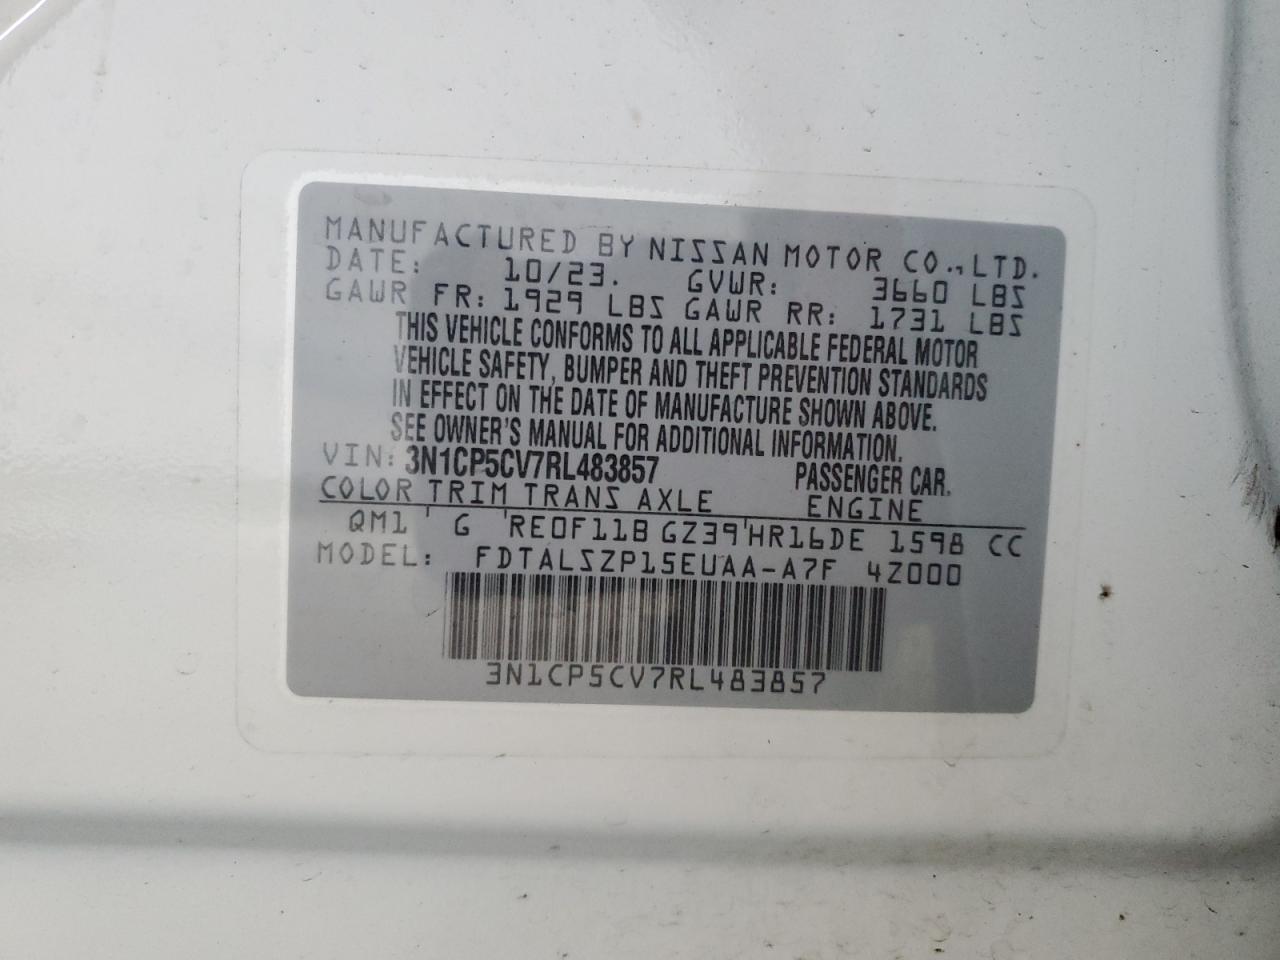 MANUFACTURED BY NISSAN MOTOR CO.,LTD.
DATE: 10/23. GVWR: 3660 LBS
GAWR FR: 1929 LBS GAWR RR: 1731 LBS
THIS VEHICLE CONFORMS TO ALL APPLICABLE FEDERAL MOTOR
VEHICLE SAFETY, BUMPER AND THEFT PREVENTION STANDARDS
IN EFFECT ON THE DATE OF MANUFACTURE SHOWN ABOVE.
SEE OWNER'S MANUAL FOR ADDITIONAL INFORMATION.
VIN: 3N1CP5CV7RL483857 PASSENGER CAR.
COLOR TRIM TRANS AXLE ENGINE
QM1 ' G 'RE0F11B GZ39'HR16DE 1598 CC
MODEL: FDTALSZP15EUAA-A7F 4Z000
3N1CP5CV7RL483857